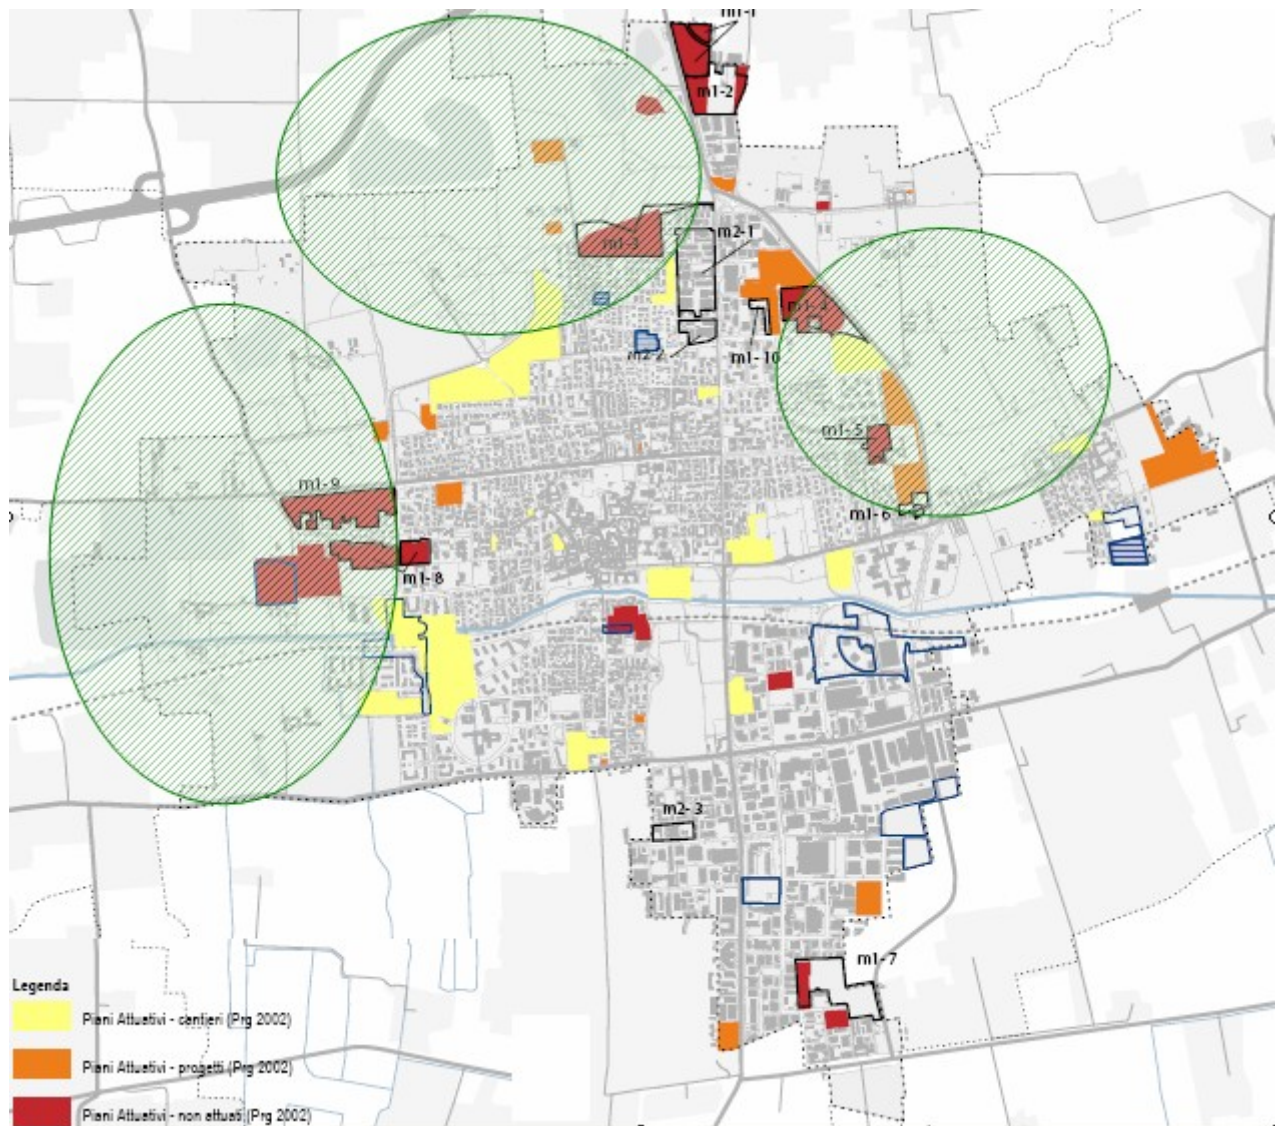 m1-1
m1-2
m2-1
m1-3
m1-4
m2-2
m1-10
m1-5
m1-9
m1-6
m1-8
m2-3
m1-7
Legenda
Piani Attuativi - cantieri (Prg 2002)
Piani Attuativi - progetti (Prg 2002)
Piani Attuativi - non attuati (Prg 2002)